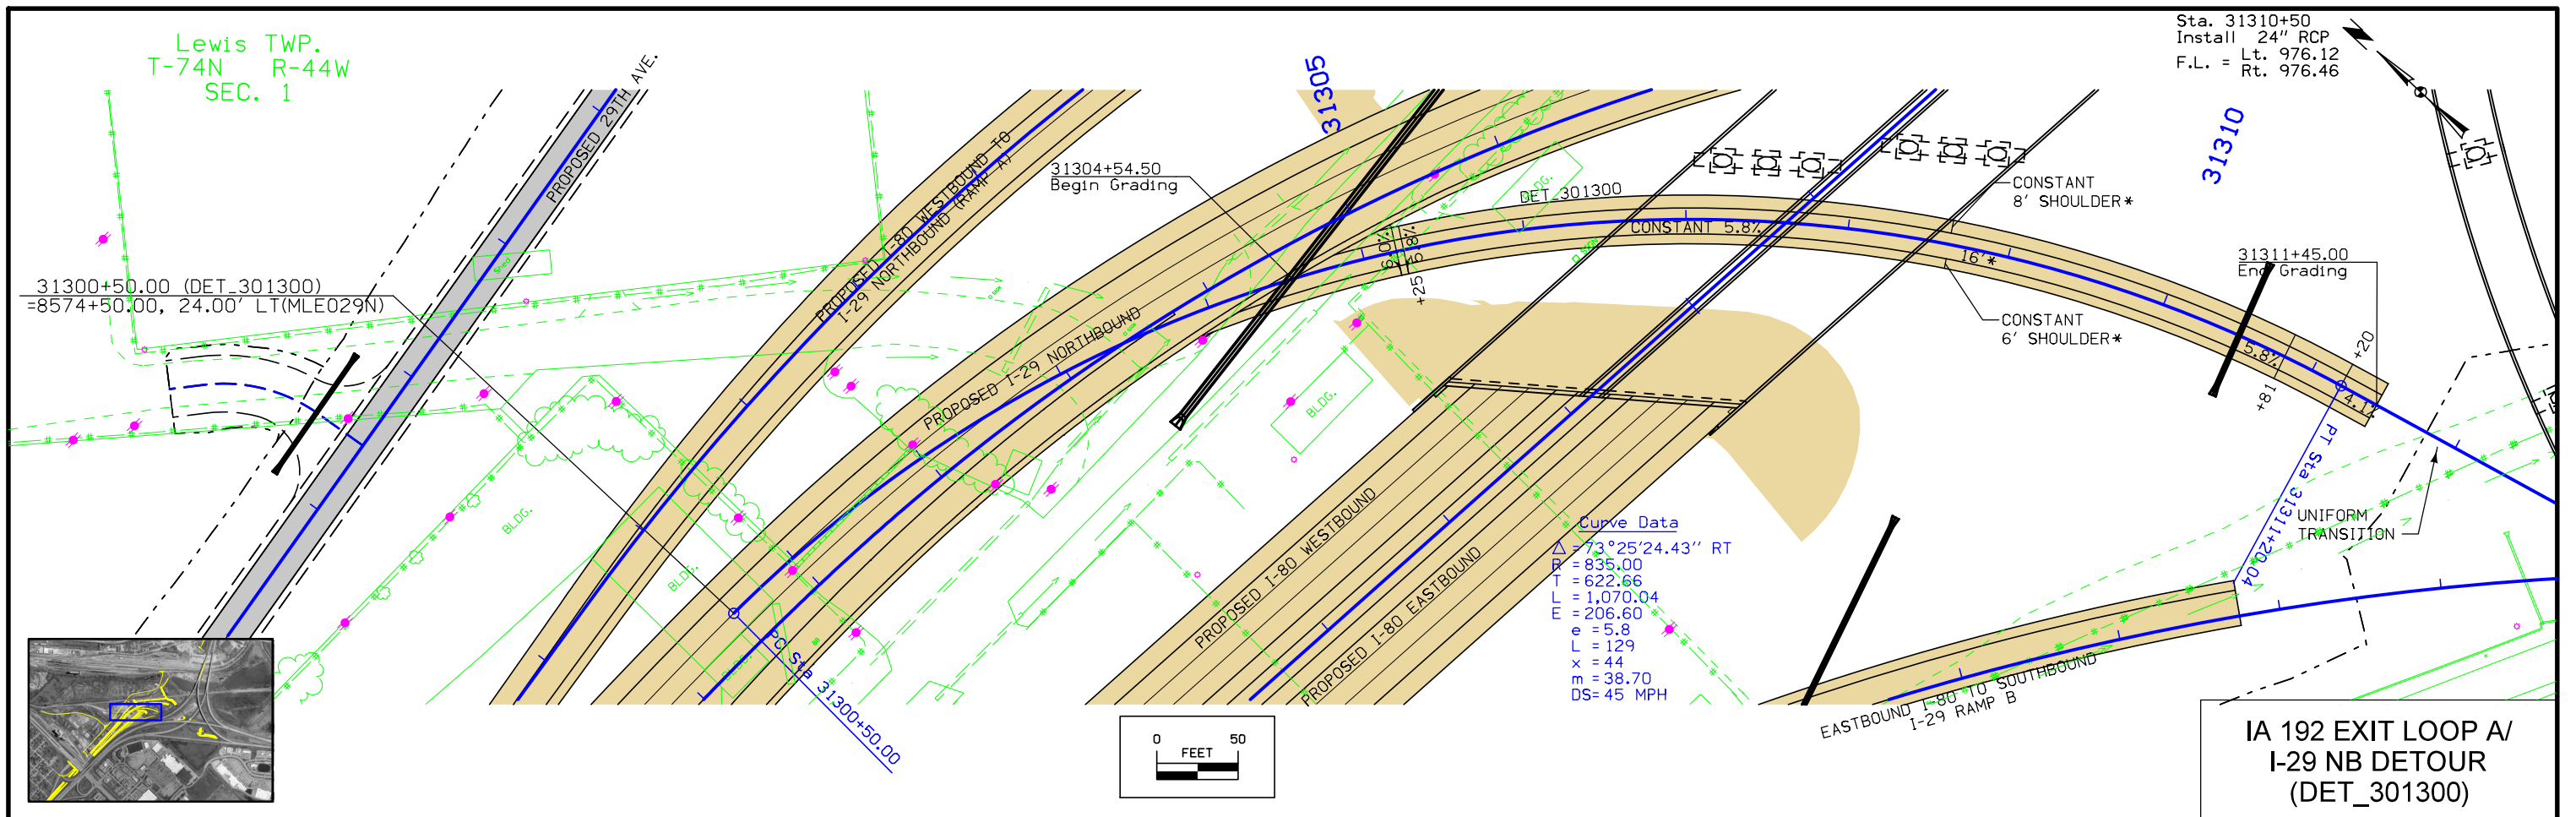 Lewis TWP.
T-74N R-44W
SEC. 1
PROPOSED 29TH AVE.
31300+50.00 (DET_301300)
=8574+50.00, 24.00' LT(MLE029N)
Shed
PROPOSED I-80 WESTBOUND TO
I-29 NORTHBOUND (RAMP A)
PROPOSED I-29 NORTHBOUND
31304+54.50
Begin Grading
31305
DET_301300
BLDG.
6.0%
5.8%
+25
CONSTANT 5.8%
16'*
CONSTANT
8' SHOULDER*
CONSTANT
6' SHOULDER*
Sta. 31310+50
Install 24" RCP
F.L. = Lt. 976.12
Rt. 976.46
31310
31311+45.00
End Grading
5.8%
+81
+20
4.1%
PT Sta 31311+20.04
UNIFORM
TRANSITION
BLDG.
BLDG.
BLDG.
BLDG.
PC Sta 31300+50.00
PROPOSED I-80 WESTBOUND
PROPOSED I-80 EASTBOUND
Curve Data
△ =73°25'24.43" RT
R =835.00
T =622.66
L =1,070.04
E =206.60
e =5.8
L =129
x =44
m =38.70
DS=45 MPH
EASTBOUND I-80 TO SOUTHBOUND
I-29 RAMP B
0 50
FEET
IA 192 EXIT LOOP A/
I-29 NB DETOUR
(DET_301300)